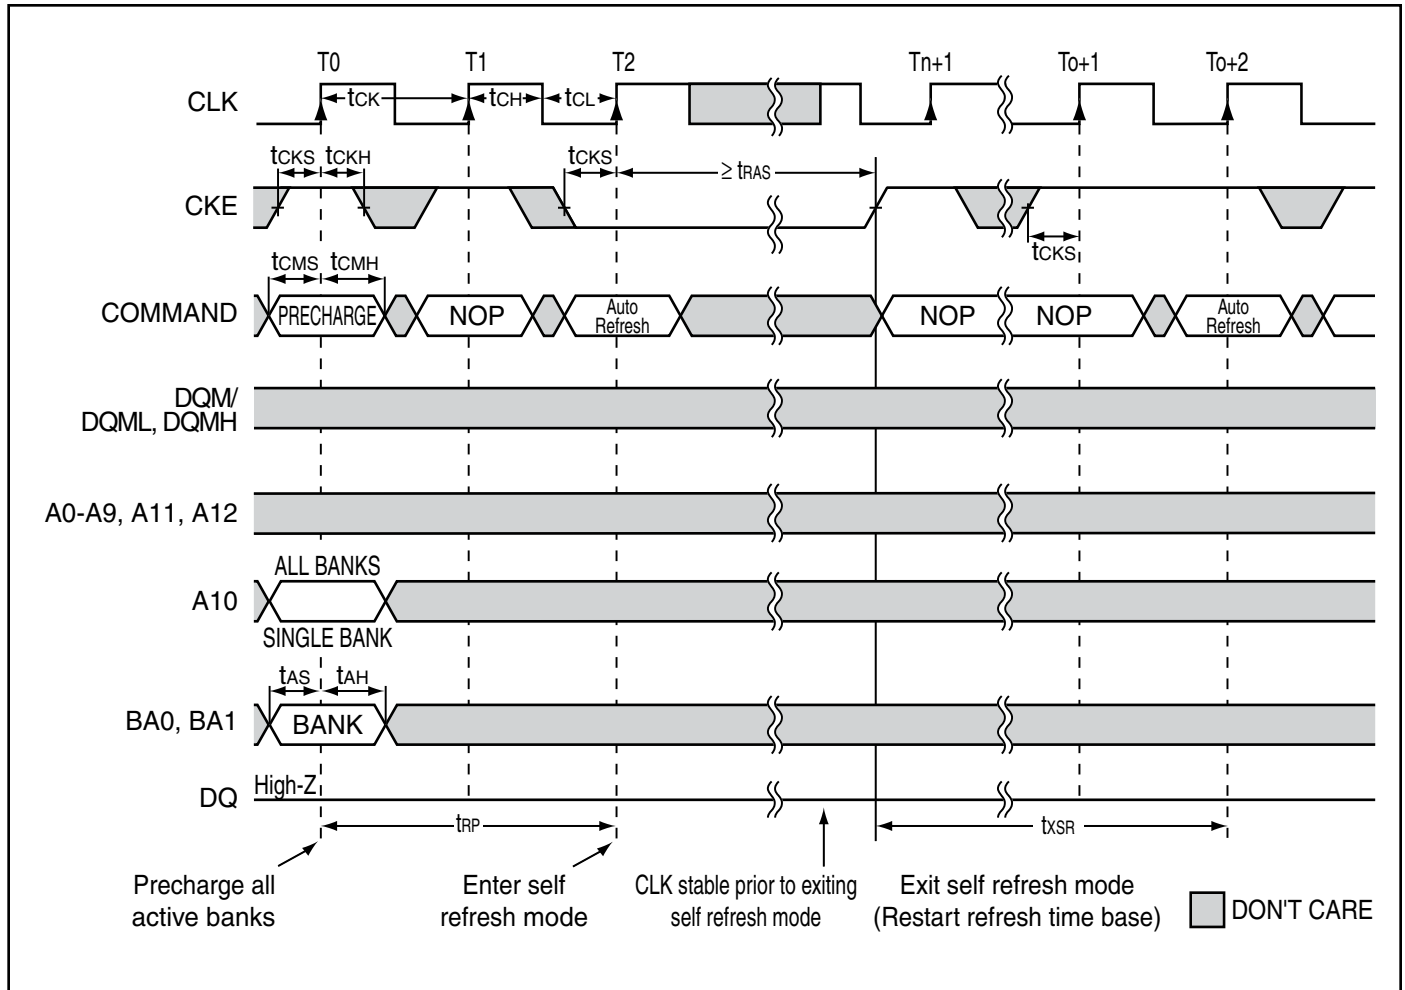 T0 T1 T2 Tn+1 To+1 To+2
CLK tCK tCH tCL
tCKS tCKH tCKS ≥ tRAS
CKE
tCKS
tCMS tCMH
COMMAND PRECHARGE NOP Auto Refresh NOP NOP Auto Refresh
DQM/
DQML, DQMH
A0-A9, A11, A12
ALL BANKS
A10
SINGLE BANK
tAS tAH
BA0, BA1 BANK
DQ High-Z
tRP tXSR
Precharge all
active banks
Enter self
refresh mode
CLK stable prior to exiting
self refresh mode
Exit self refresh mode
(Restart refresh time base)
DON'T CARE